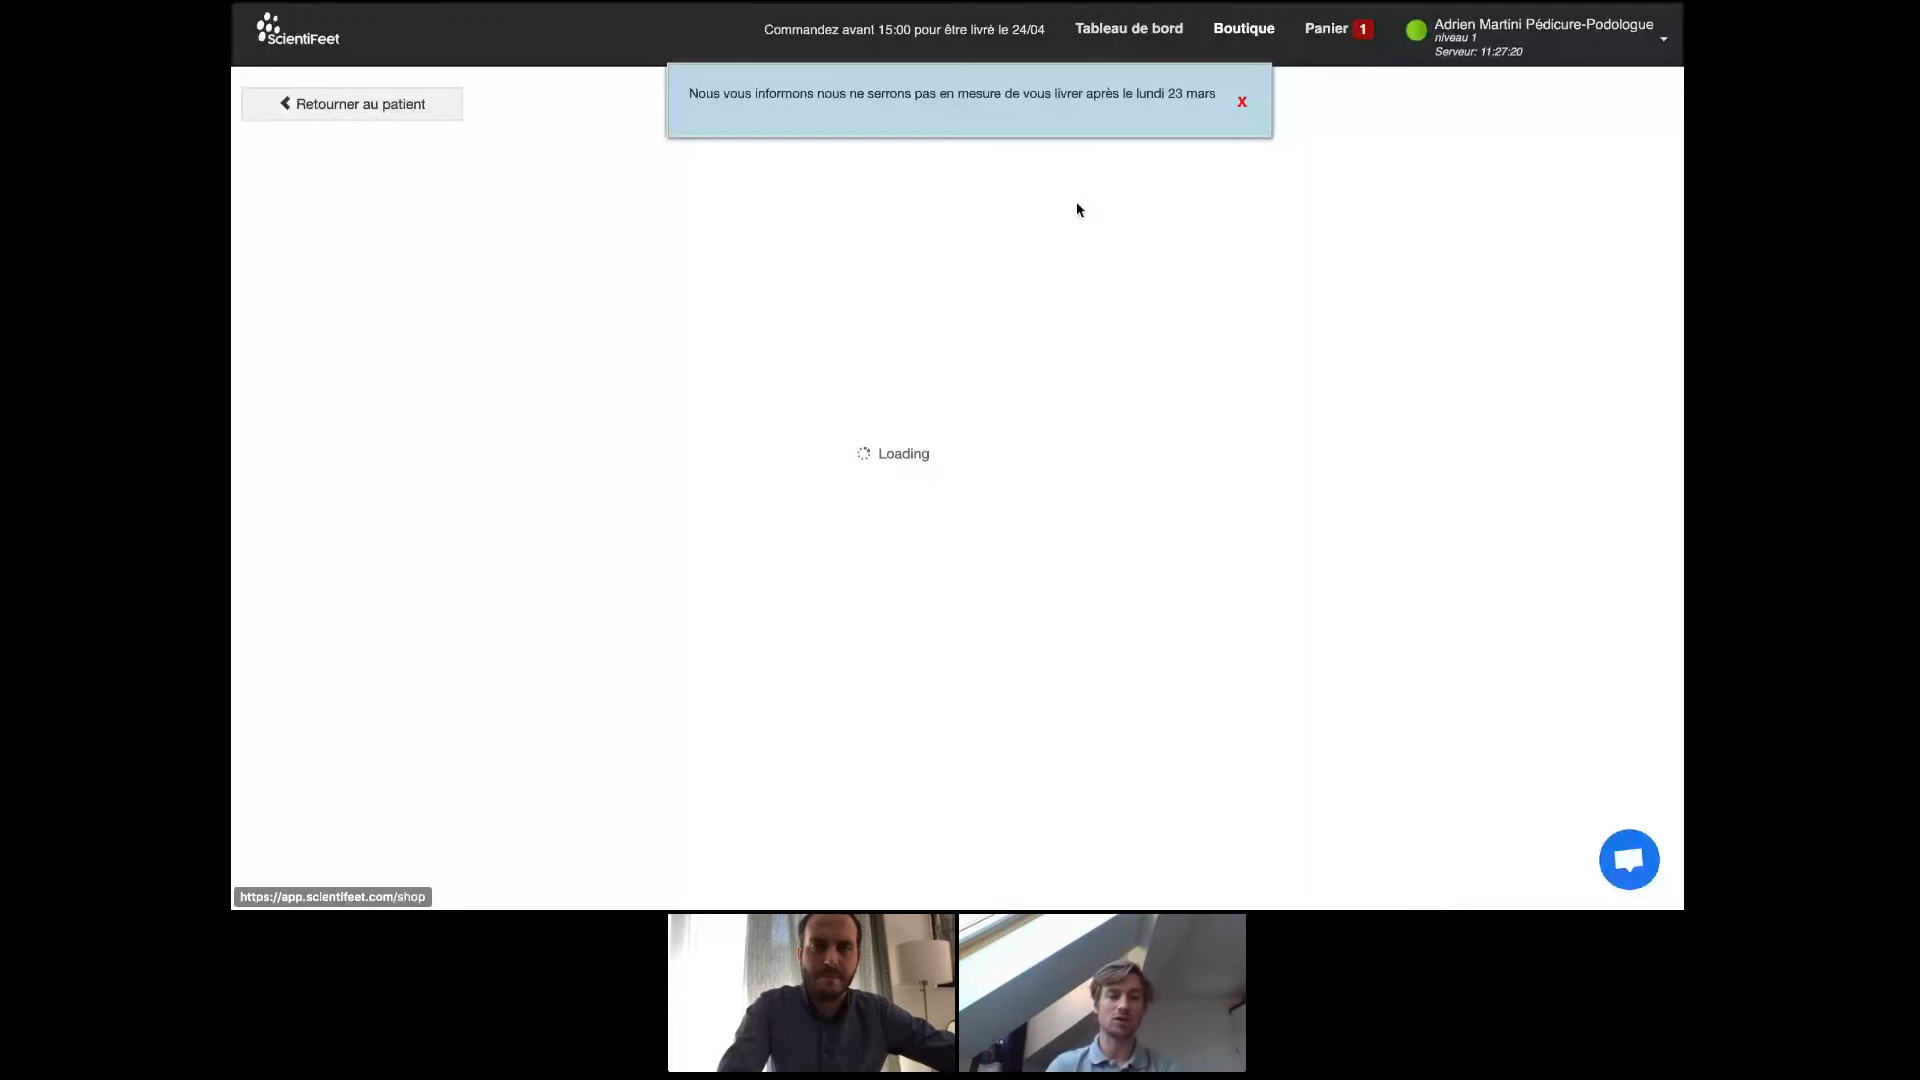 ScientiFeet
Commandez avant 15:00 pour être livré le 24/04
Tableau de bord
Boutique
Panier 1
Adrien Martini Pédicure-Podologue
niveau 1
Serveur: 11:27:20
Retourner au patient
Nous vous informons nous ne serrons pas en mesure de vous livrer après le lundi 23 mars
x
Loading
https://app.scientifeet.com/shop